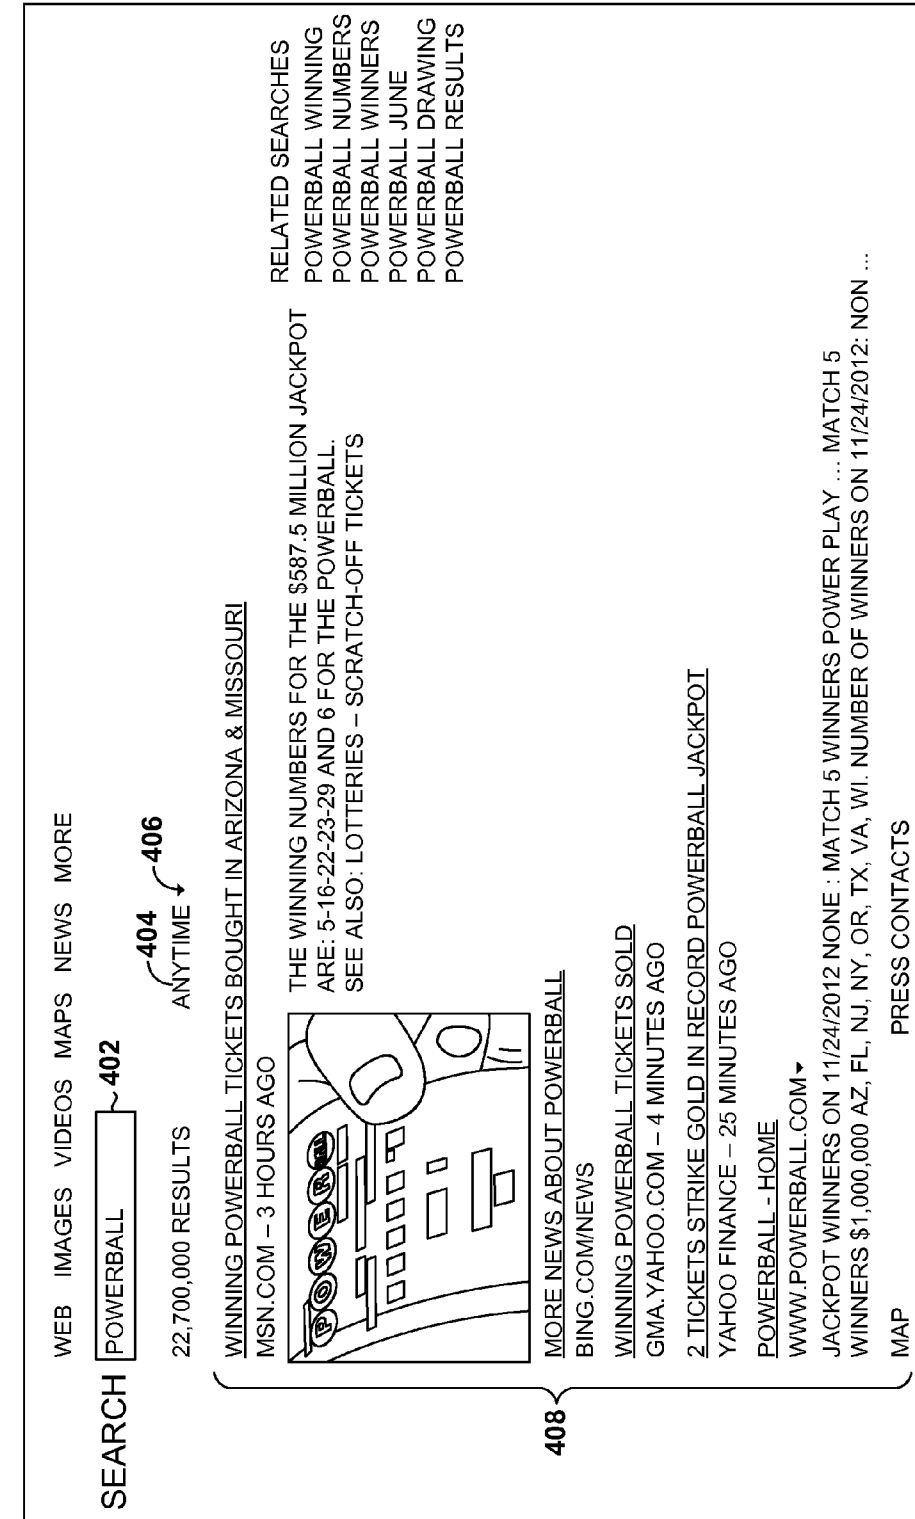 WEB IMAGES VIDEOS MAPS NEWS MORE
SEARCH POWERBALL 402
404
406
22,700,000 RESULTS ANYTIME
WINNING POWERBALL TICKETS BOUGHT IN ARIZONA & MISSOURI
MSN.COM – 3 HOURS AGO
POWERBALL
THE WINNING NUMBERS FOR THE $587.5 MILLION JACKPOT
ARE: 5-16-22-23-29 AND 6 FOR THE POWERBALL.
SEE ALSO: LOTTERIES – SCRATCH-OFF TICKETS
RELATED SEARCHES
POWERBALL WINNING
POWERBALL NUMBERS
POWERBALL WINNERS
POWERBALL JUNE
POWERBALL DRAWING
POWERBALL RESULTS
408
MORE NEWS ABOUT POWERBALL
BING.COM/NEWS
WINNING POWERBALL TICKETS SOLD
GMA.YAHOO.COM – 4 MINUTES AGO
2 TICKETS STRIKE GOLD IN RECORD POWERBALL JACKPOT
YAHOO FINANCE – 25 MINUTES AGO
POWERBALL - HOME
WWW.POWERBALL.COM
JACKPOT WINNERS ON 11/24/2012 NONE : MATCH 5 WINNERS POWER PLAY ... MATCH 5
WINNERS $1,000,000 AZ, FL, NJ, NY, OR, TX, VA, WI. NUMBER OF WINNERS ON 11/24/2012: NON ...
MAP PRESS CONTACTS